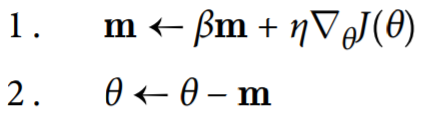 1. m ← βm + η∇θJ(θ)
2. θ ← θ – m